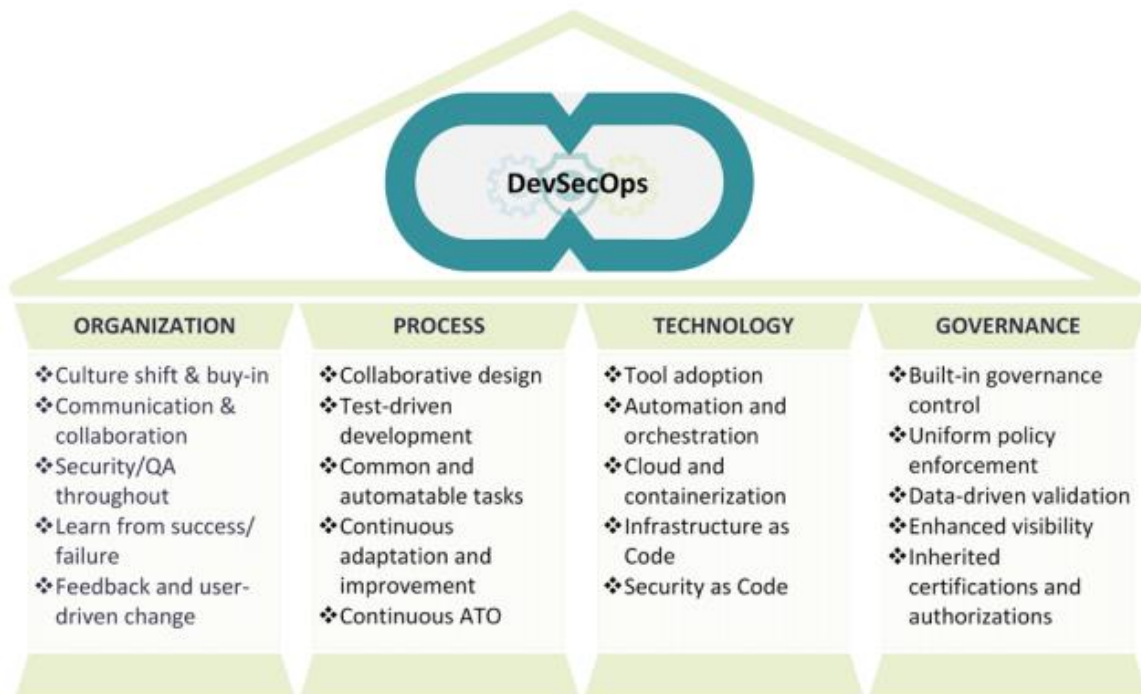 DevSecOps
ORGANIZATION
❖Culture shift & buy-in
❖Communication &
collaboration
❖Security/QA
throughout
❖Learn from success/
failure
❖Feedback and user-
driven change
PROCESS
❖Collaborative design
❖Test-driven
development
❖Common and
automatable tasks
❖Continuous
adaptation and
improvement
❖Continuous ATO
TECHNOLOGY
❖Tool adoption
❖Automation and
orchestration
❖Cloud and
containerization
❖Infrastructure as
Code
❖Security as Code
GOVERNANCE
❖Built-in governance
control
❖Uniform policy
enforcement
❖Data-driven validation
❖Enhanced visibility
❖Inherited
certifications and
authorizations